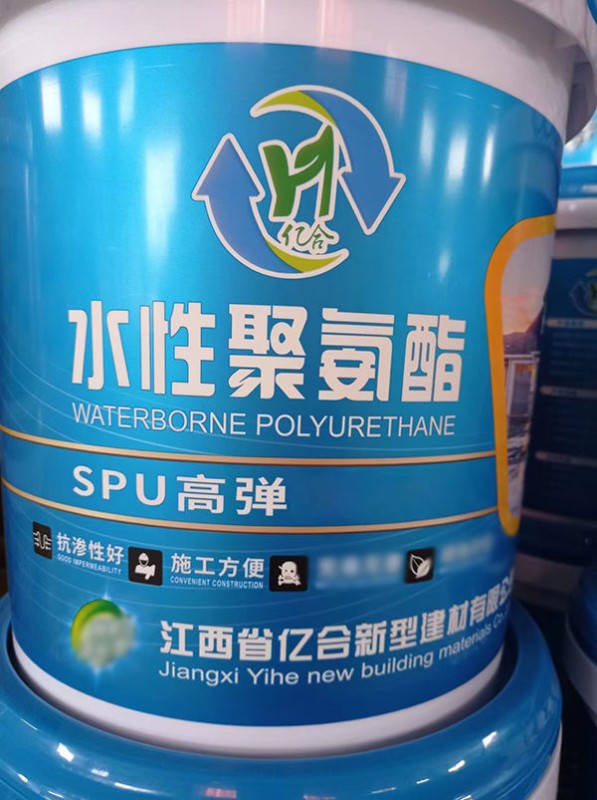 亿合
水性聚氨酯
WATERBORNE POLYURETHANE
SPU高弹
抗渗性好
GOOD IMPERMEABILITY
施工方便
CONVENIENT CONSTRUCTION
江西省亿合新型建材有限公
Jiangxi Yihe new building materials Co